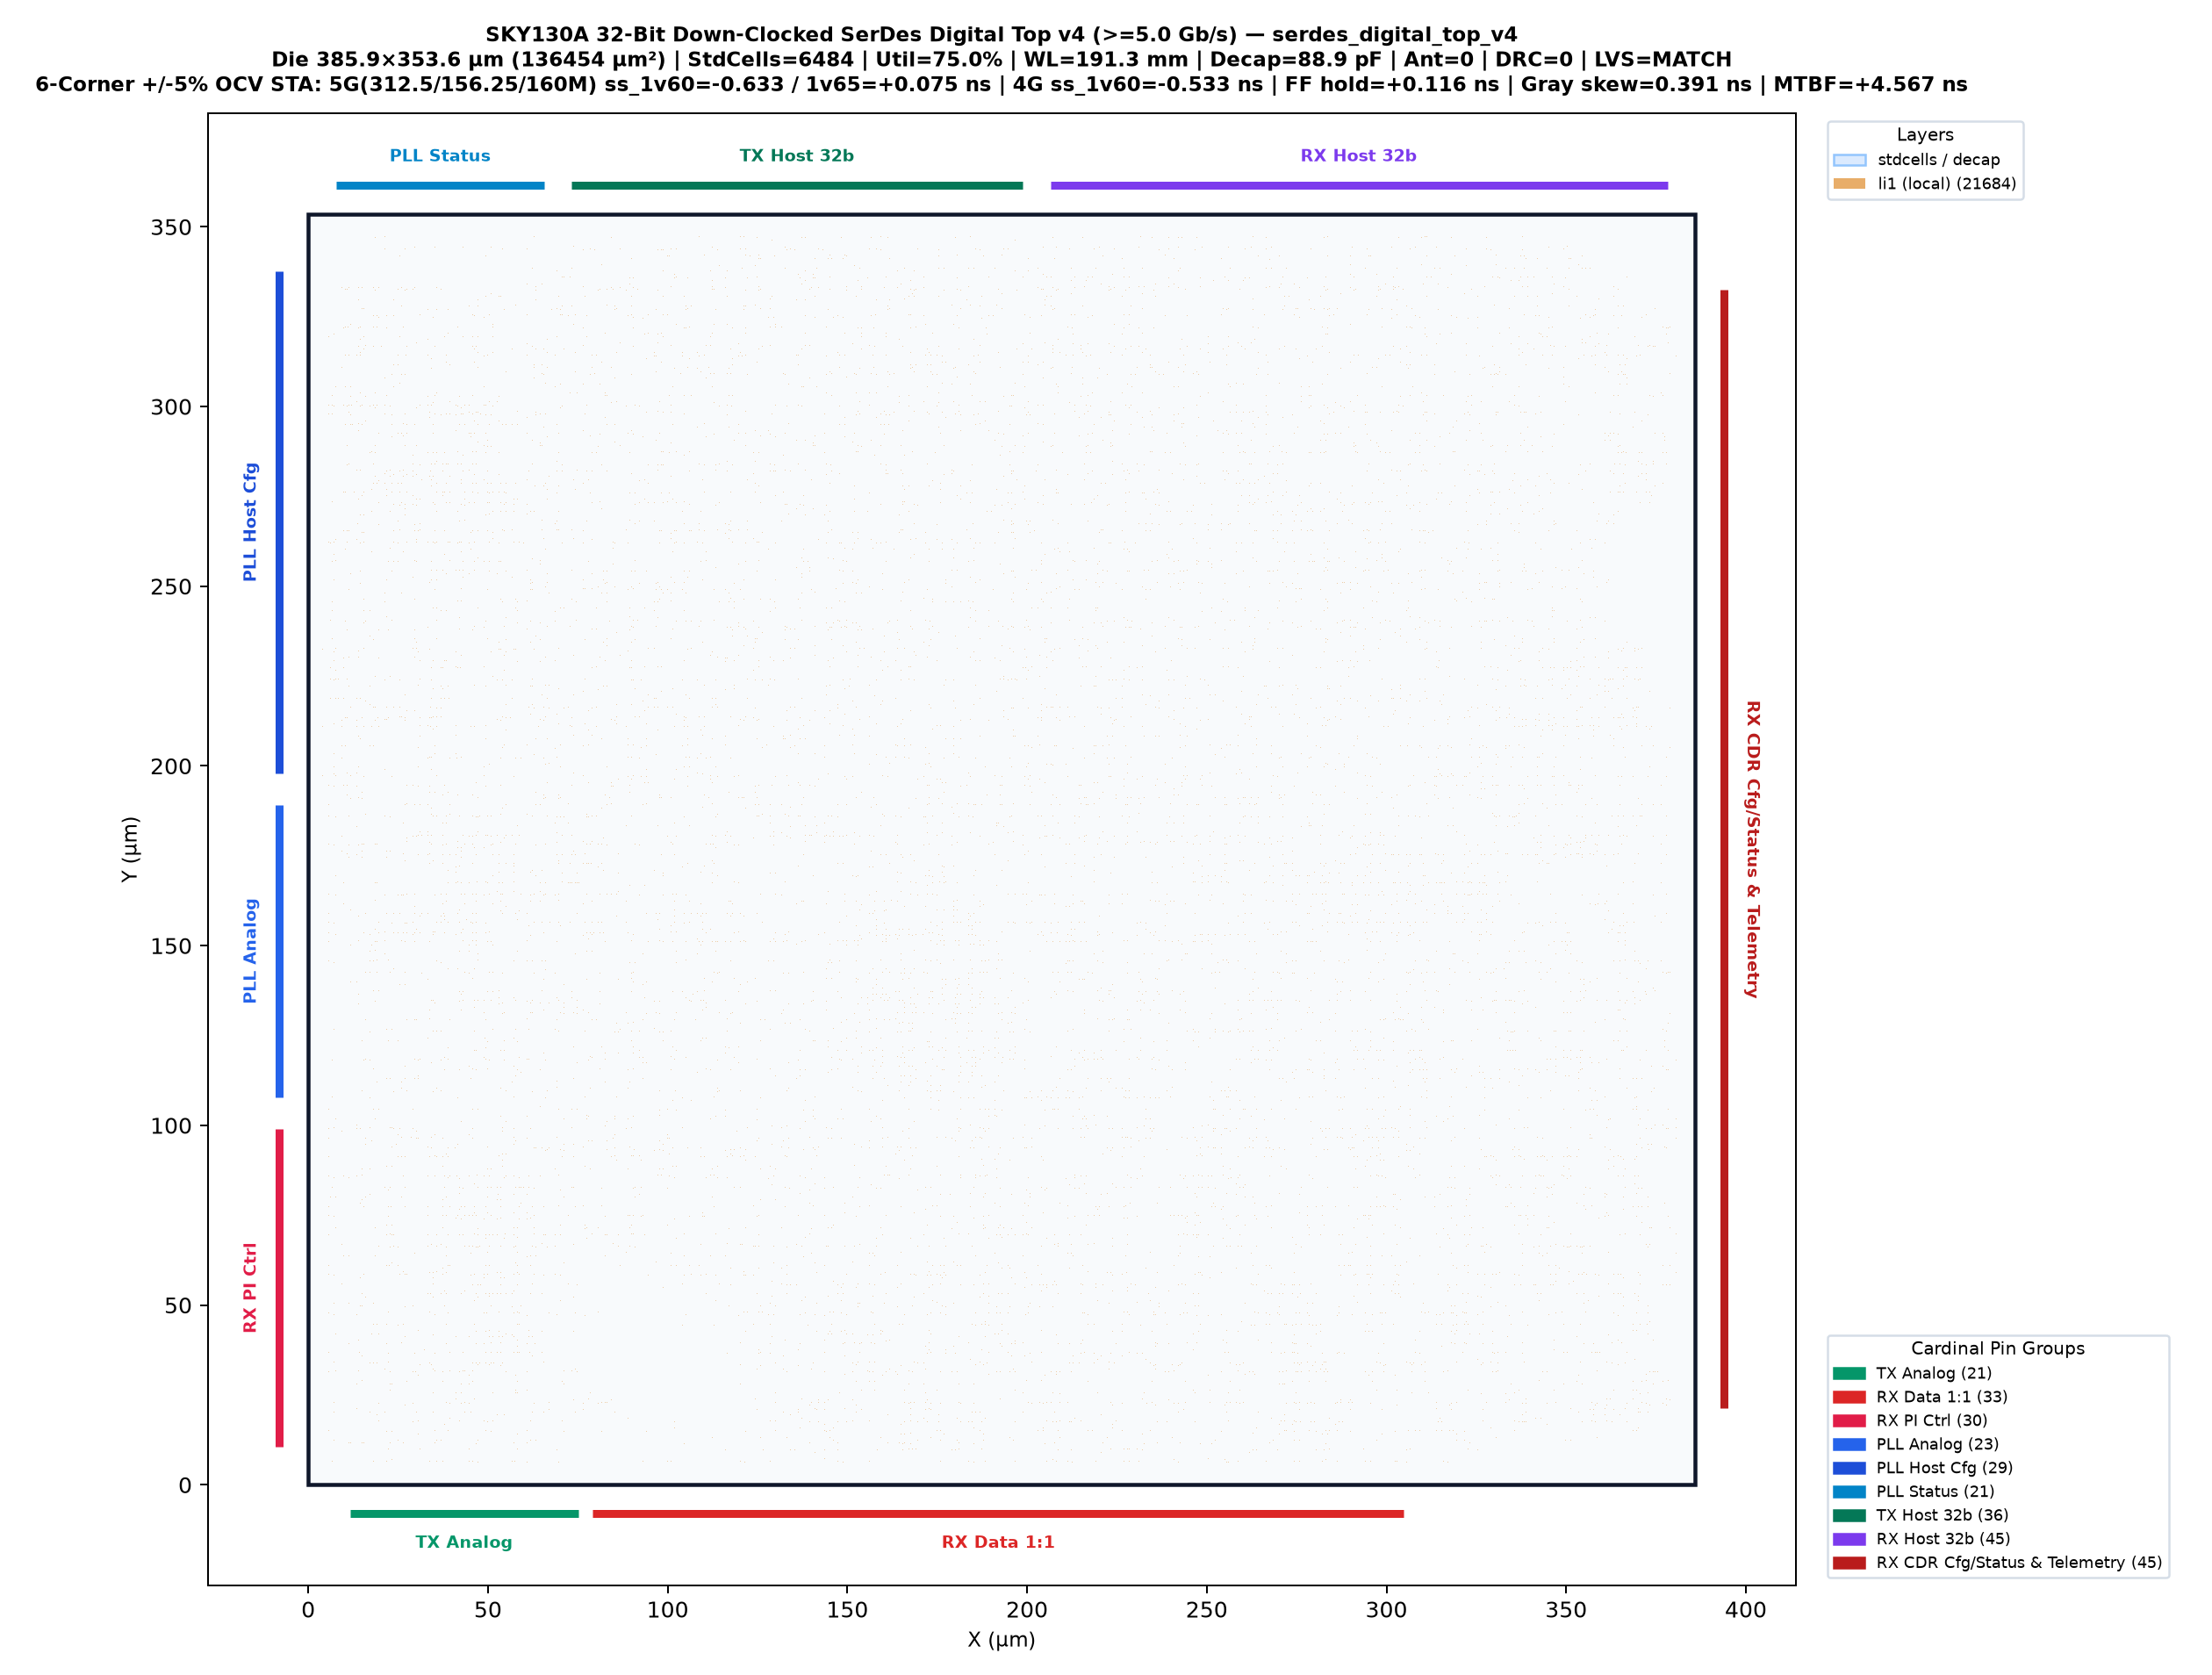 SKY130A 32-Bit Down-Clocked SerDes Digital Top v4 (>=5.0 Gb/s) — serdes_digital_top_v4
Die 385.9×353.6 μm (136454 μm²) | StdCells=6484 | Util=75.0% | WL=191.3 mm | Decap=88.9 pF | Ant=0 | DRC=0 | LVS=MATCH
6-Corner +/-5% OCV STA: 5G(312.5/156.25/160M) ss_1v60=-0.633 / 1v65=+0.075 ns | 4G ss_1v60=-0.533 ns | FF hold=+0.116 ns | Gray skew=0.391 ns | MTBF=+4.567 ns
PLL Status
TX Host 32b
RX Host 32b
Layers
stdcells / decap
li1 (local) (21684)
350
300
250
200
150
100
50
0
Y (μm)
PLL Host Cfg
PLL Analog
RX PI Ctrl
RX CDR Cfg/Status & Telemetry
TX Analog
RX Data 1:1
0
50
100
150
200
250
300
350
400
X (μm)
Cardinal Pin Groups
TX Analog (21)
RX Data 1:1 (33)
RX PI Ctrl (30)
PLL Analog (23)
PLL Host Cfg (29)
PLL Status (21)
TX Host 32b (36)
RX Host 32b (45)
RX CDR Cfg/Status & Telemetry (45)